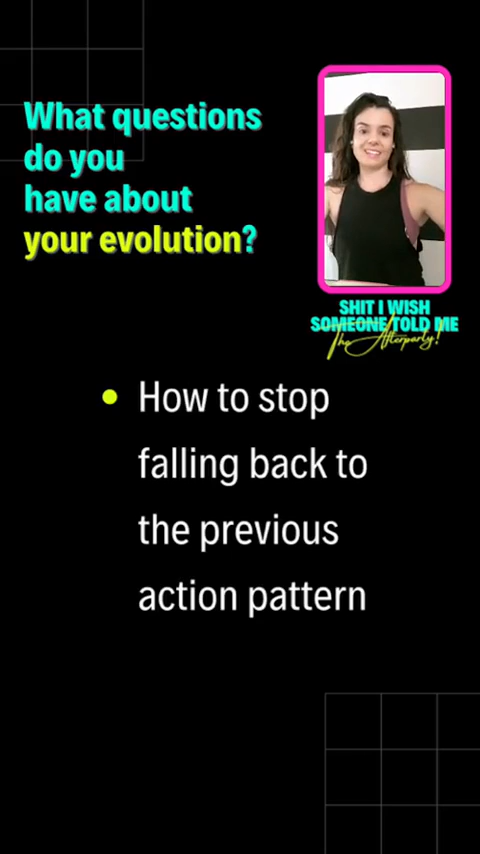 What questions
do you
have about
your evolution?
SHIT I WISH
SOMEONE TOLD ME
The Afterparty!
• How to stop
falling back to
the previous
action pattern